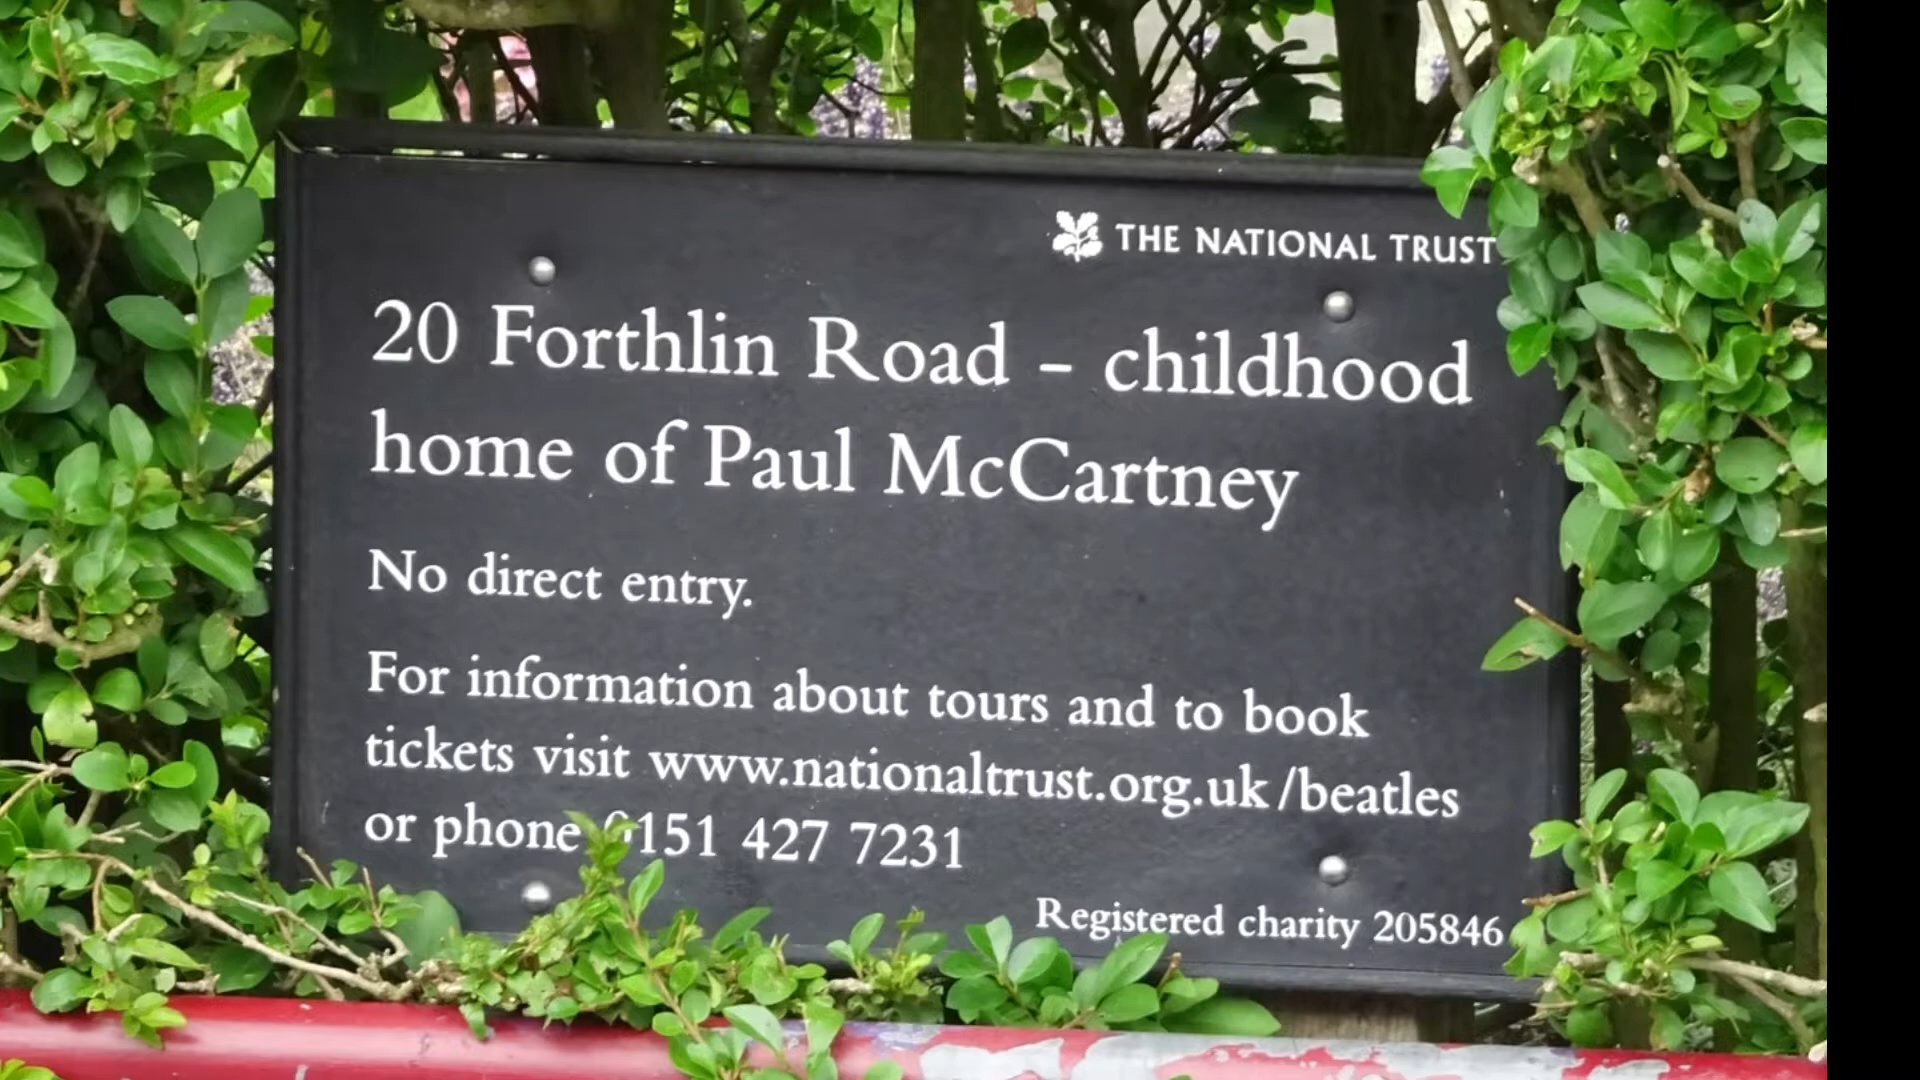 THE NATIONAL TRUST
20 Forthlin Road – childhood
home of Paul McCartney
No direct entry.
For information about tours and to book
tickets visit www.nationaltrust.org.uk/beatles
or phone 0151 427 7231
Registered charity 205846